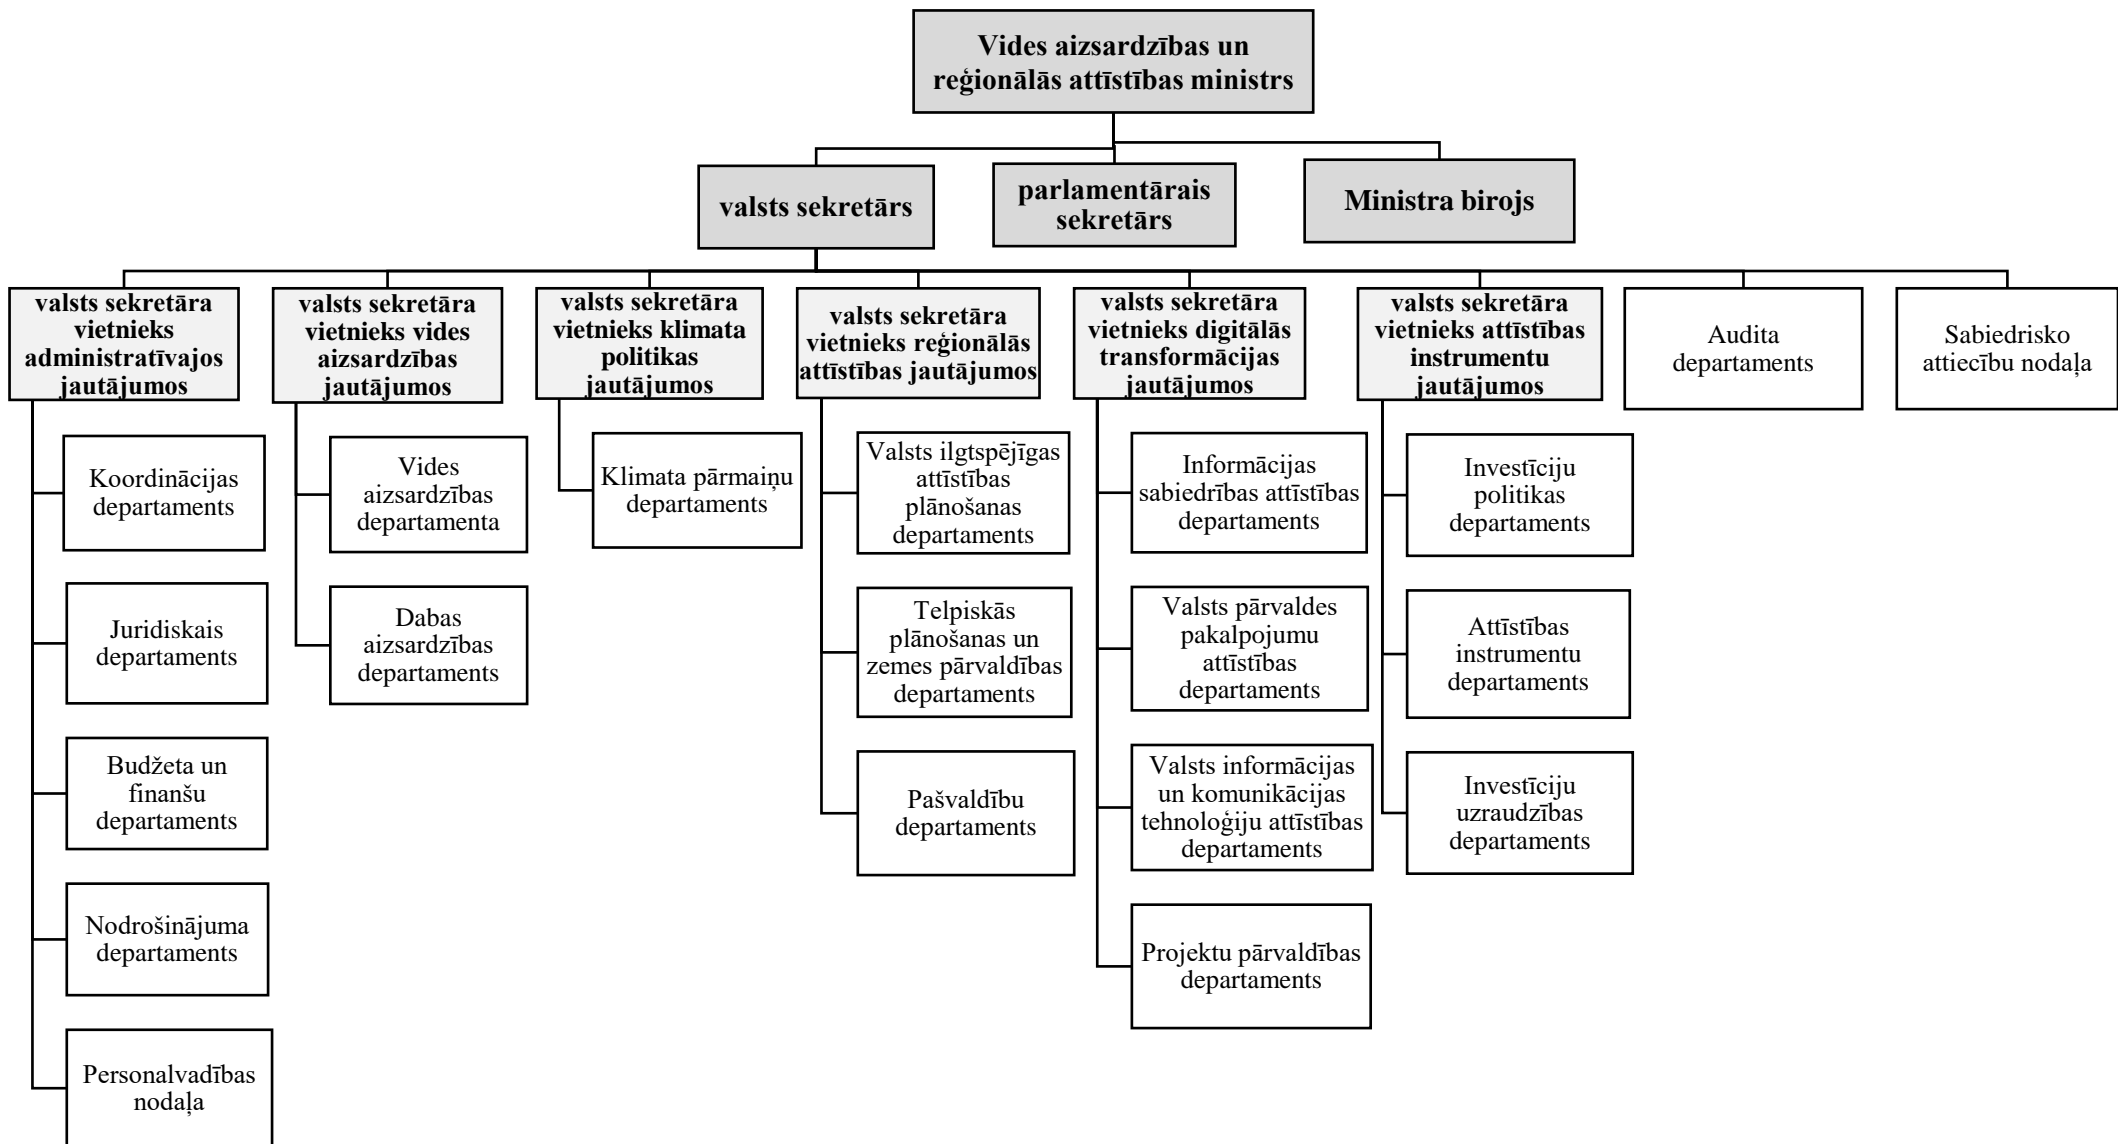 Vides aizsardzības un
reģionālās attīstības ministrs
valsts sekretārs
parlamentārais
sekretārs
Ministra birojs
valsts sekretāra
vietnieks
administratīvajos
jautājumos
valsts sekretāra
vietnieks vides
aizsardzības
jautājumos
valsts sekretāra
vietnieks klimata
politikas
jautājumos
valsts sekretāra
vietnieks reģionālās
attīstības jautājumos
valsts sekretāra
vietnieks digitālās
transformācijas
jautājumos
valsts sekretāra
vietnieks attīstības
instrumentu
jautājumos
Audita
departaments
Sabiedrisko
attiecību nodaļa
Koordinācijas
departaments
Juridiskais
departaments
Budžeta un
finanšu
departaments
Nodrošinājuma
departaments
Personalvadības
nodaļa
Vides
aizsardzības
departamenta
Dabas
aizsardzības
departaments
Klimata pārmaiņu
departaments
Valsts ilgtspējīgas
attīstības
plānošanas
departaments
Telpiskās
plānošanas un
zemes pārvaldības
departaments
Pašvaldību
departaments
Informācijas
sabiedrības attīstības
departaments
Valsts pārvaldes
pakalpojumu
attīstības
departaments
Valsts informācijas
un komunikācijas
tehnoloģiju attīstības
departaments
Projektu pārvaldības
departaments
Investīciju
politikas
departaments
Attīstības
instrumentu
departaments
Investīciju
uzraudzības
departaments